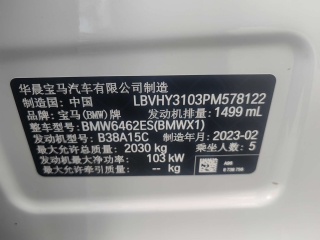 华晨宝马汽车有限公司制造
制造国：中国 LBVHY3103PM578122
品牌：宝马(BMW)牌 发动机排量：1499 mL
整车型号：BMW6462ES(BMWX1)
发动机型号：B38A15C 制造年月：2023-02
最大允许总质量：2030 kg 乘坐人数：5
发动机最大净功率：103 kW
最大允许牵引质量：-- kg